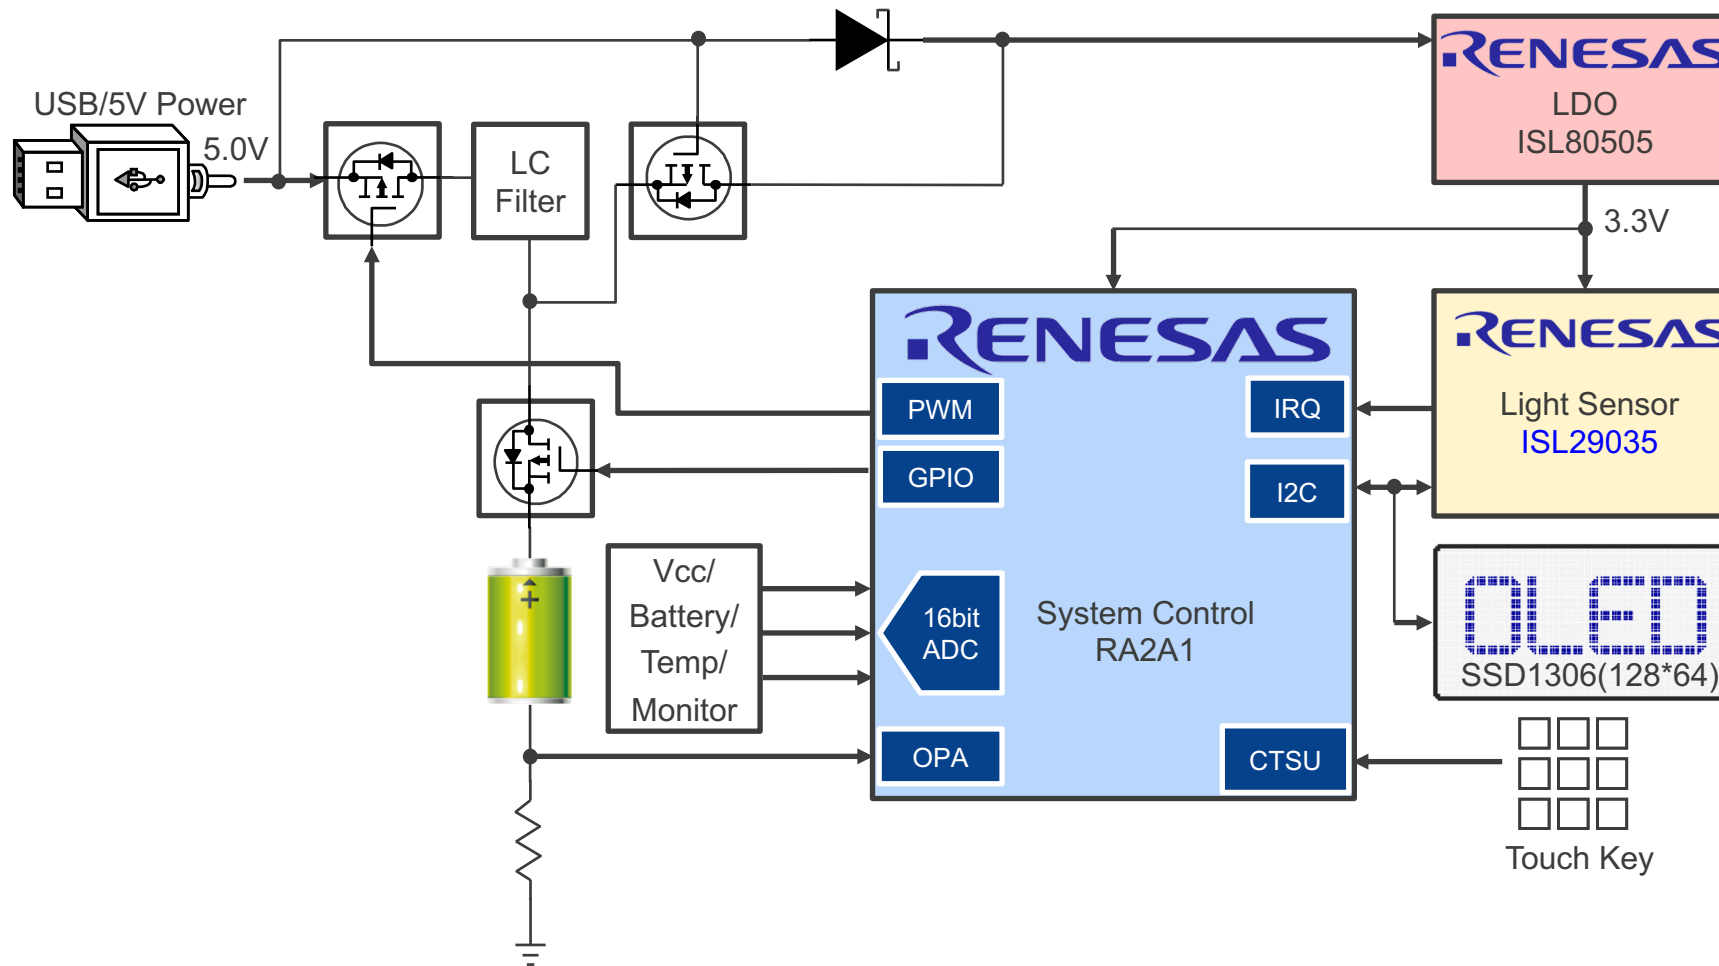 RENESAS
LDO
ISL80505
USB/5V Power
5.0V
LC
Filter
3.3V
RENESAS
RENESAS
PWM
IRQ
Light Sensor
ISL29035
GPIO
I2C
Vcc/
Battery/
Temp/
Monitor
+
16bit
ADC
System Control
RA2A1
OLED
SSD1306(128*64)
OPA
CTSU
Touch Key